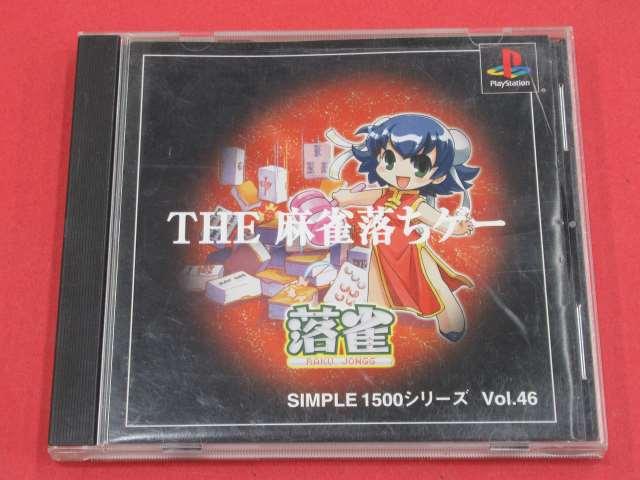 PlayStation
THE 麻雀落ちゲー
落雀
RAKU JONGG
SIMPLE 1500シリーズ Vol.46